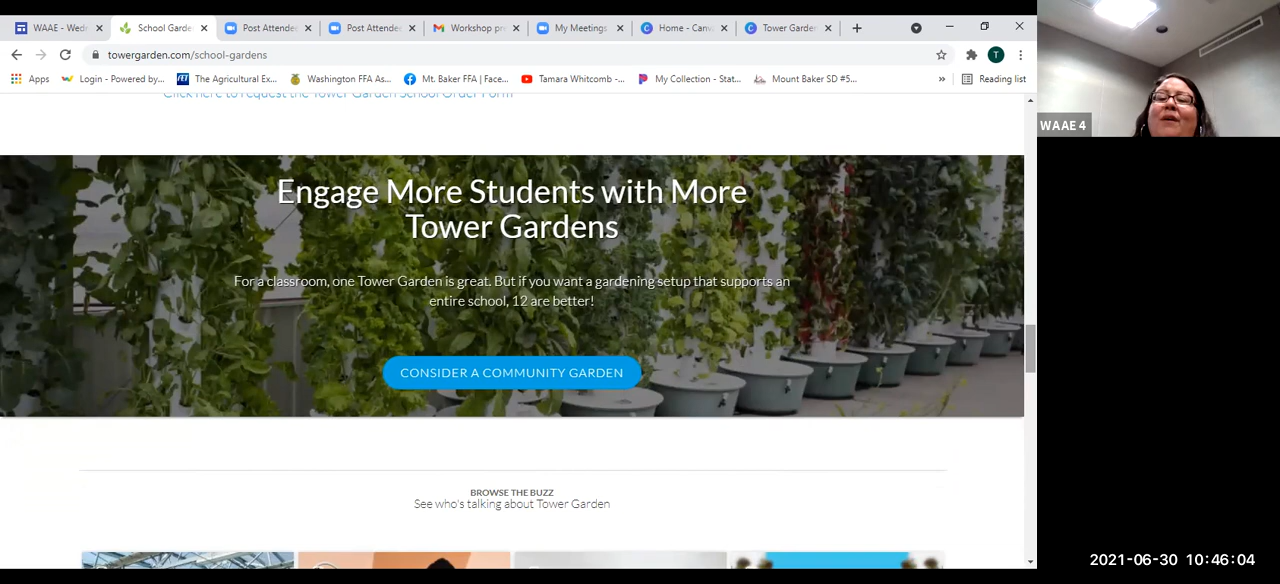 WAAE - Wedn
School Garde
Post Attende
Post Attende
Workshop pr
My Meetings
Home - Canv
Tower Garde
towergarden.com/school-gardens
T
Apps
Login - Powered by...
The Agricultural Ex...
Washington FFA As...
Mt. Baker FFA | Face...
Tamara Whitcomb -...
My Collection - Stat...
Mount Baker SD #5...
»
Reading list
Click here to request the Tower Garden School Order Form
Engage More Students with More
Tower Gardens
For a classroom, one Tower Garden is great. But if you want a gardening setup that supports an
entire school, 12 are better!
CONSIDER A COMMUNITY GARDEN
BROWSE THE BUZZ
See who's talking about Tower Garden
WAAE 4
2021-06-30 10:46:04